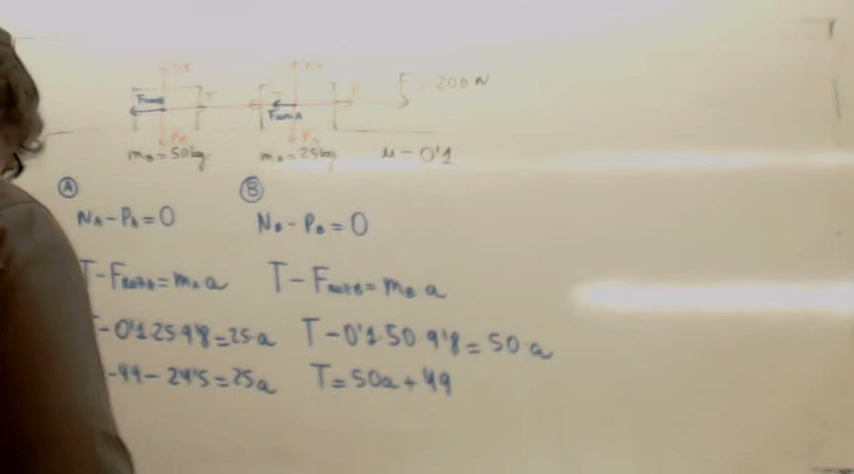 F = 200 N
m_B = 50 kg   m_A = 25 kg   μ = 0'1
Ⓐ   Ⓑ
N_A - P_A = 0   N_B - P_B = 0
T - F_ROZ A = m_A a   T - F_ROZ B = m_B a
- 0'1·25·9'8 = 25·a   T - 0'1·50·9'8 = 50·a
- 49 - 24'5 = 25a   T = 50a + 49